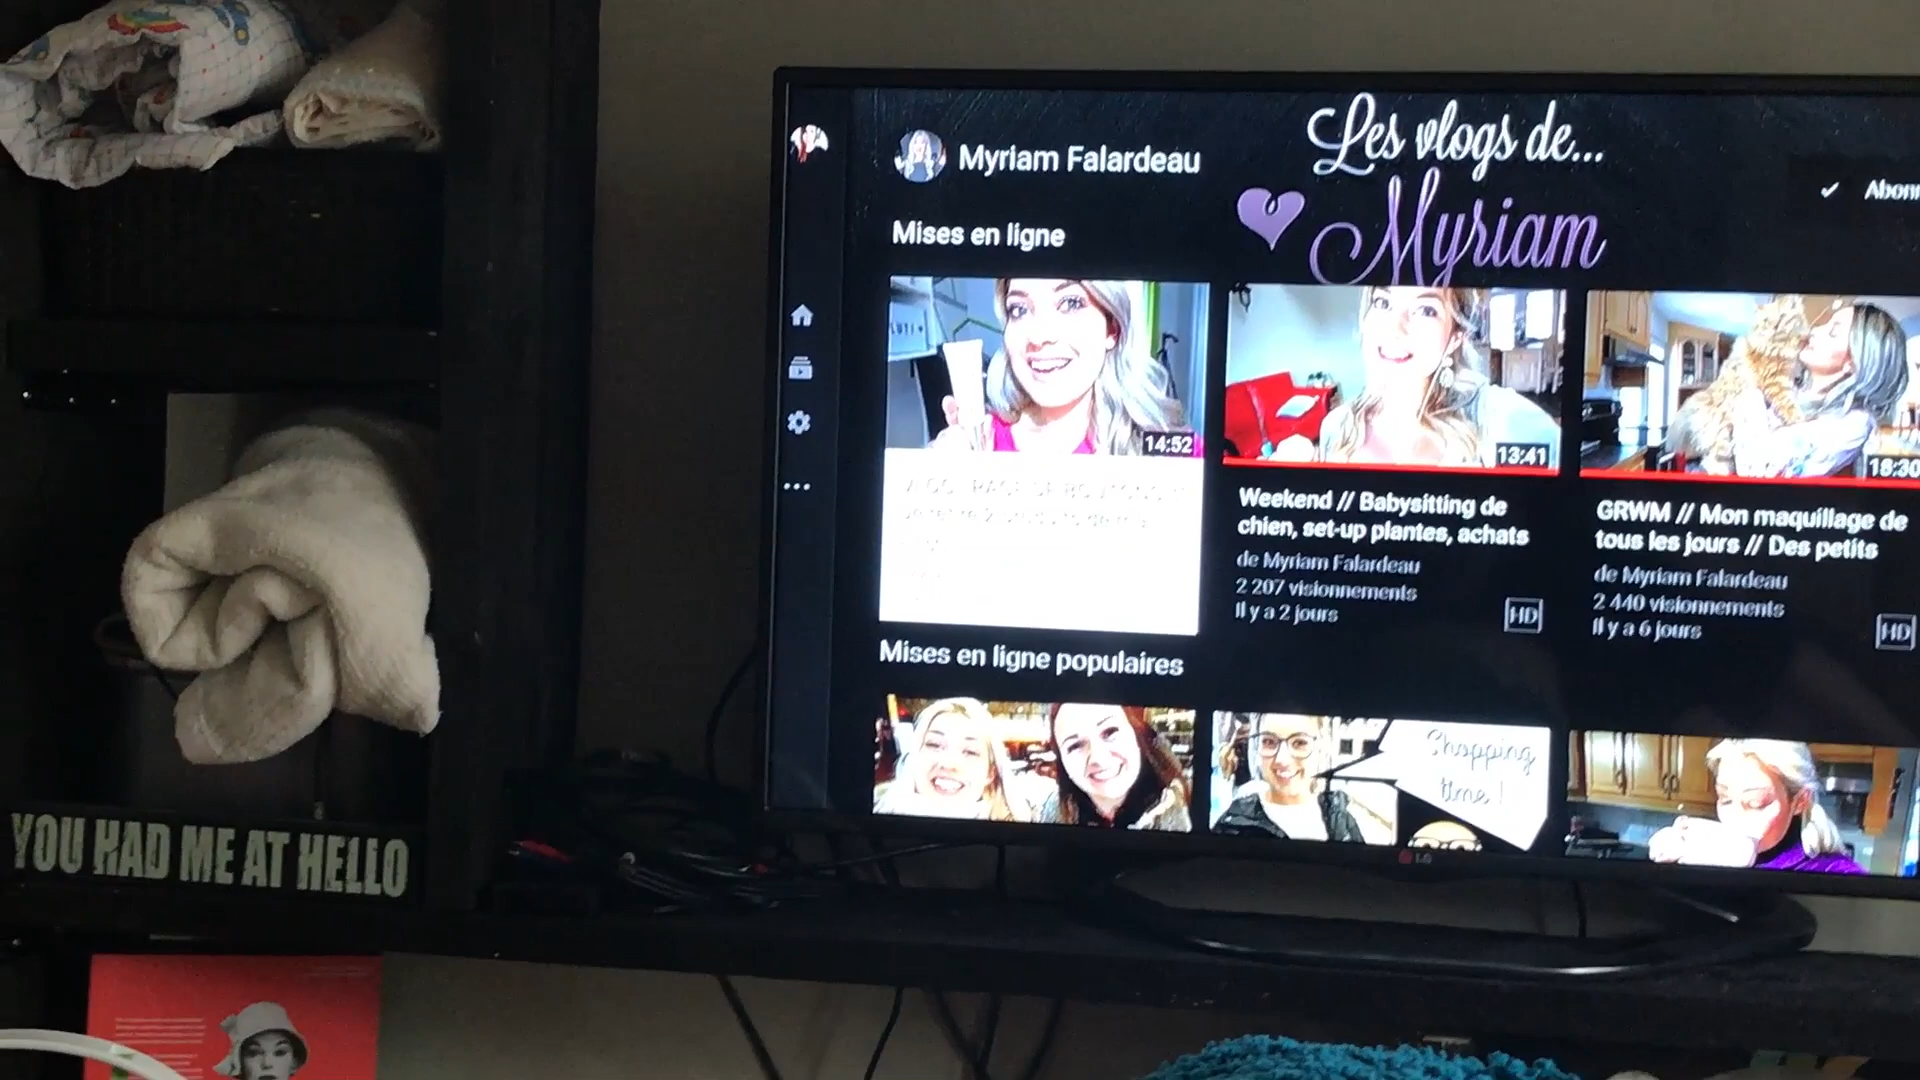 Myriam Falardeau
Les vlogs de...
Myriam
Abonn
Mises en ligne
14:52
13:41
18:30
Weekend // Babysitting de
chien, set-up plantes, achats
de Myriam Falardeau
2 207 visionnements
Il y a 2 jours
HD
GRWM // Mon maquillage de
tous les jours // Des petits
de Myriam Falardeau
2 440 visionnements
Il y a 6 jours
HD
Mises en ligne populaires
Shopping
time !
LG
YOU HAD ME AT HELLO